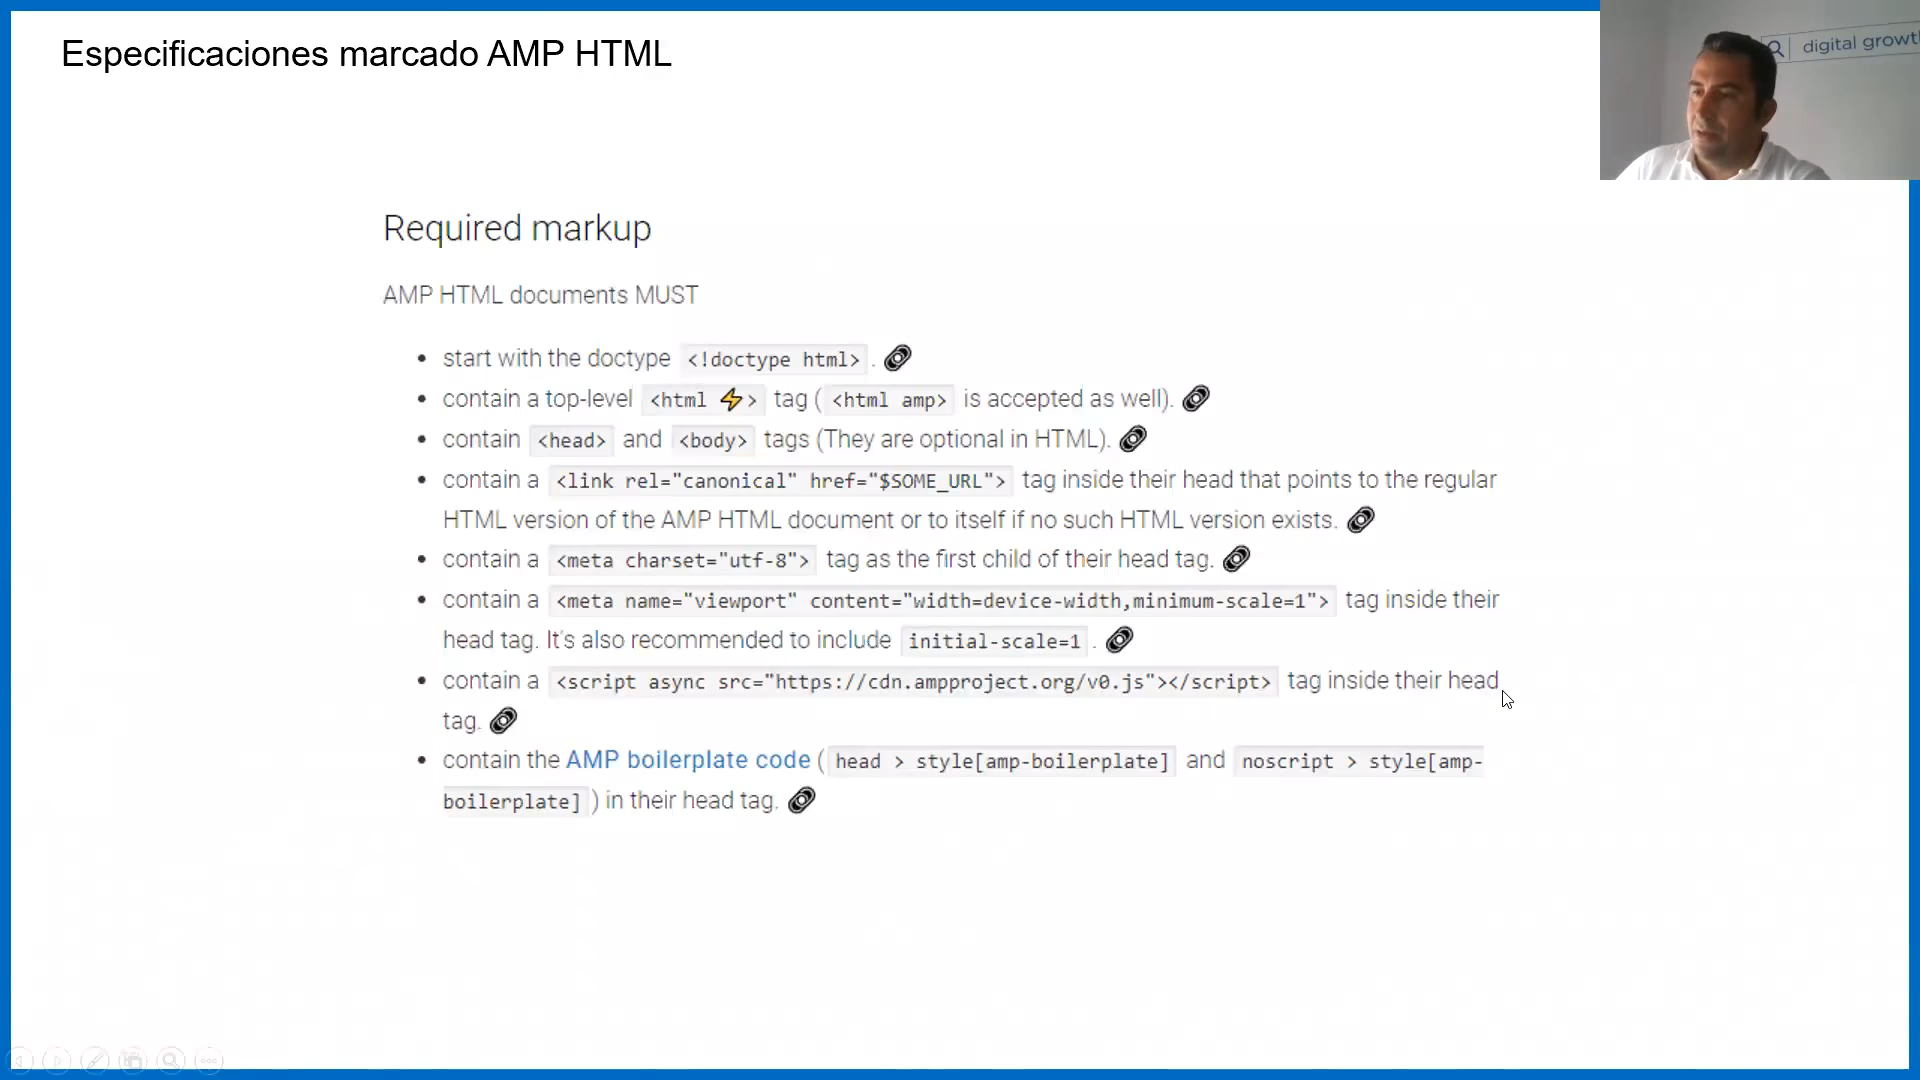 Especificaciones marcado AMP HTML
digital growt
Required markup
AMP HTML documents MUST
• start with the doctype <!doctype html> .
• contain a top-level <html ⚡> tag ( <html amp> is accepted as well).
• contain <head> and <body> tags (They are optional in HTML).
• contain a <link rel="canonical" href="$SOME_URL"> tag inside their head that points to the regular
HTML version of the AMP HTML document or to itself if no such HTML version exists.
• contain a <meta charset="utf-8"> tag as the first child of their head tag.
• contain a <meta name="viewport" content="width=device-width,minimum-scale=1"> tag inside their
head tag. It's also recommended to include initial-scale=1 .
• contain a <script async src="https://cdn.ampproject.org/v0.js"></script> tag inside their head
tag.
• contain the AMP boilerplate code ( head > style[amp-boilerplate] and noscript > style[amp-
boilerplate] ) in their head tag.